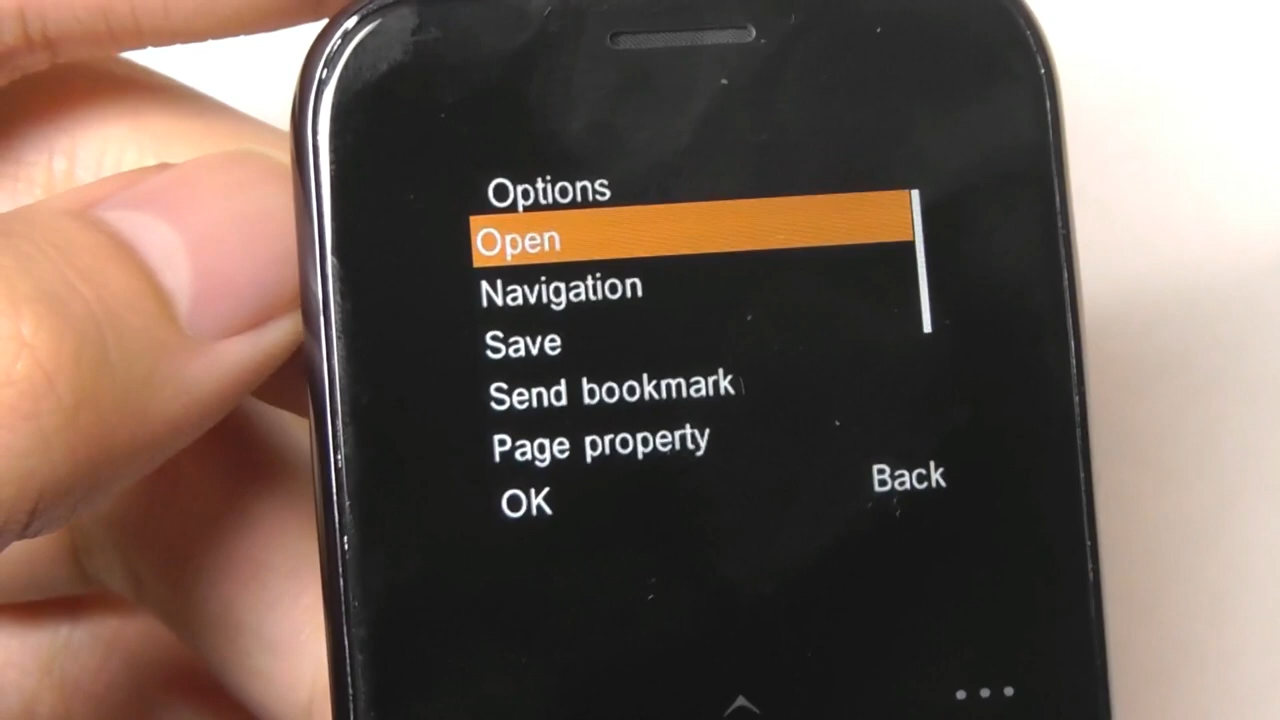 Options
Open
Navigation
Save
Send bookmark
Page property
OK
Back